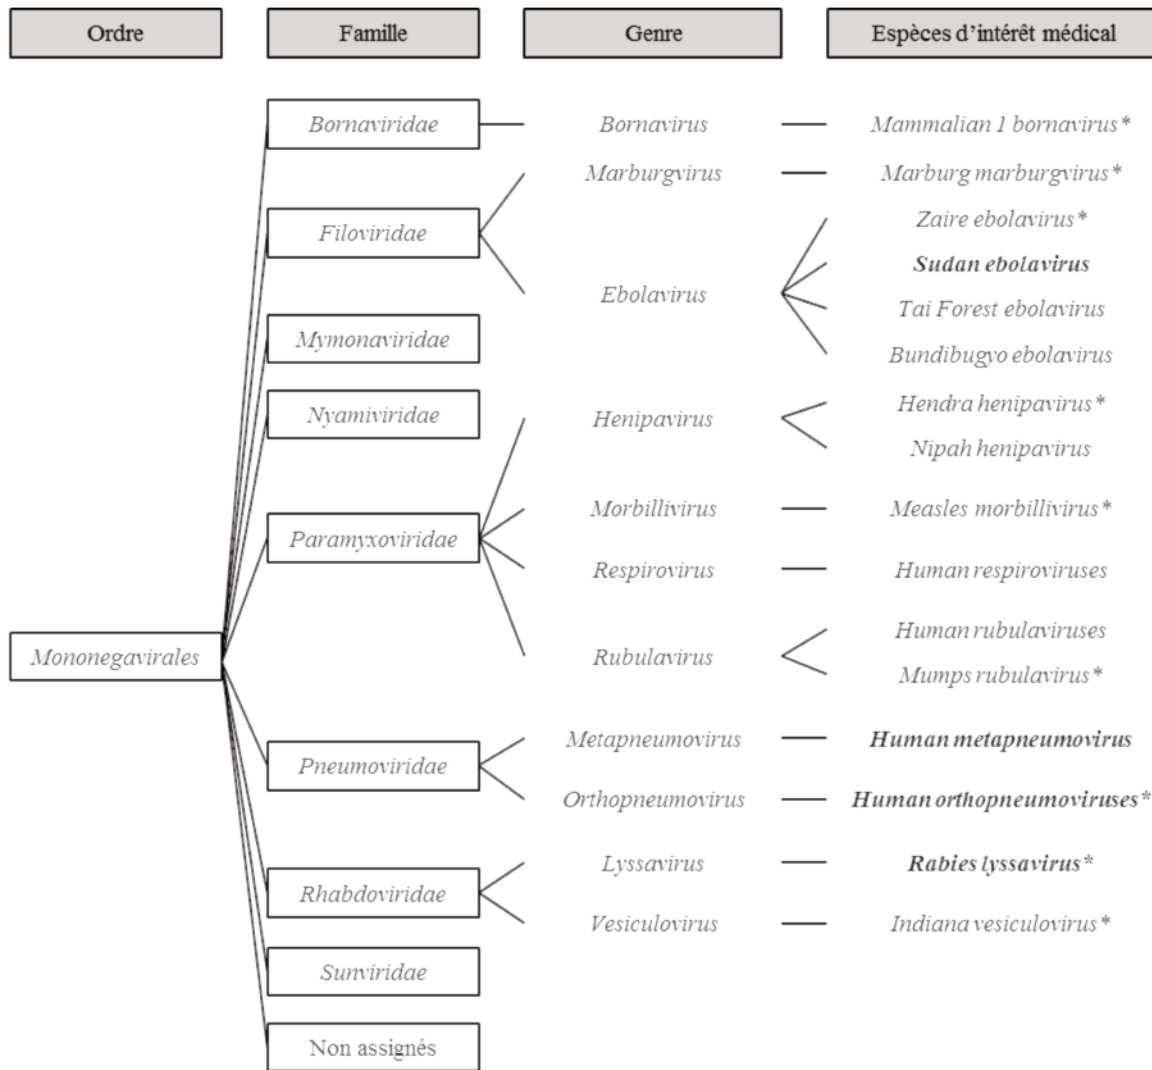 Ordre
Famille
Genre
Espèces d’intérêt médical
Bornaviridae
Bornavirus
Mammalian 1 bornavirus*
Marburgvirus
Marburg marburgvirus*
Filoviridae
Zaire ebolavirus*
Sudan ebolavirus
Ebolavirus
Tai Forest ebolavirus
Bundibugyo ebolavirus
Mymonaviridae
Nyamiviridae
Henipavirus
Hendra henipavirus*
Nipah henipavirus
Morbillivirus
Measles morbillivirus*
Paramyxoviridae
Respirovirus
Human respiroviruses
Mononegavirales
Rubulavirus
Human rubulaviruses
Mumps rubulavirus*
Metapneumovirus
Human metapneumovirus
Pneumoviridae
Orthopneumovirus
Human orthopneumoviruses*
Lyssavirus
Rabies lyssavirus*
Rhabdoviridae
Vesiculovirus
Indiana vesiculovirus*
Sunviridae
Non assignés